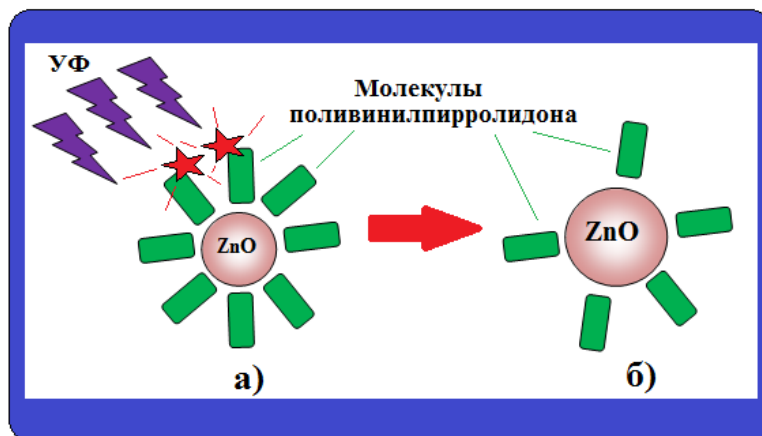 УФ
Молекулы
поливинилпирролидона
ZnO
ZnO
а)
б)